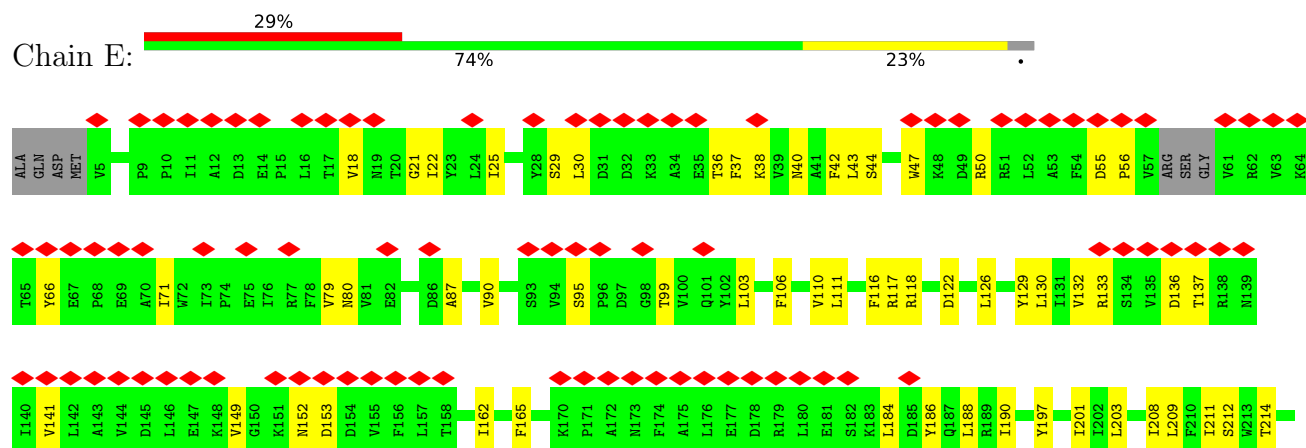 29%
Chain E:
74%
23%
•
ALA GLN ASP MET V5 P9 P10 I11 A12 D13 E14 P15 L16 T17 V18 N19 T20 G21 I22 Y23 L24 I25 Y28 S29 L30 D31 D32 K33 A34 E35 T36 F37 K38 V39 N40 A41 F42 L43 S44 W47 K48 D49 R50 R51 L52 A53 F54 D55 P56 V57 ARG SER GLY V61 R62 V63 K64
T65 Y66 E67 P68 E69 A70 I71 W72 I73 P74 E75 I76 R77 F78 V79 N80 V81 E82 D86 A87 V90 S93 V94 S95 P96 D97 G98 T99 V100 Q101 Y102 L103 F106 V110 L111 F116 R117 R118 D122 L126 Y129 L130 I131 V132 R133 S134 V135 D136 T137 R138 N139
I140 V141 L142 A143 V144 D145 L146 E147 K148 V149 G150 K151 N152 D153 D154 V155 F156 L157 T158 I162 F165 K170 P171 A172 N173 F174 A175 L176 E177 D178 R179 L180 E181 S182 K183 L184 D185 Y186 Q187 L188 R189 I190 Y197 I201 I202 L203 I208 L209 F210 I211 S212 W213 T214